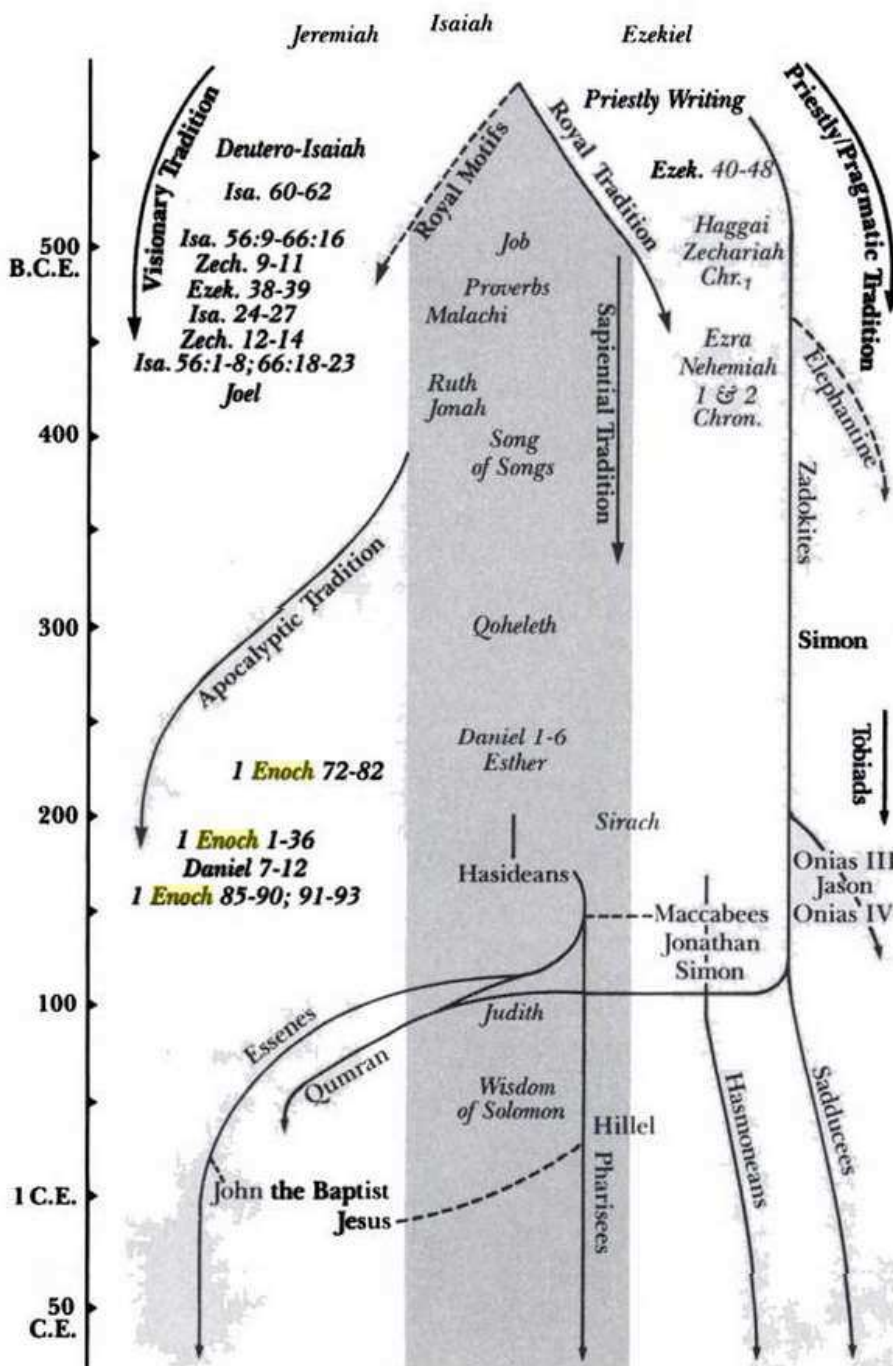 Jeremiah
Isaiah
Ezekiel
Visionary Tradition
Royal Motifs
Royal Tradition
Priestly Writing
Priestly/Pragmatic Tradition
Deutero-Isaiah
Isa. 60-62
Ezek. 40-48
500
B.C.E.
Isa. 56:9-66:16
Zech. 9-11
Ezek. 38-39
Isa. 24-27
Zech. 12-14
Isa. 56:1-8; 66:18-23
Joel
Job
Proverbs
Malachi
Ruth
Jonah
Song
of Songs
Sapiential Tradition
Haggai
Zechariah
Chr.1
Ezra
Nehemiah
1 & 2
Chron.
Elephantine
400
Zadokites
Apocalyptic Tradition
300
Qoheleth
Simon
Daniel 1-6
Esther
Tobiads
1 Enoch 72-82
200
Sirach
1 Enoch 1-36
Daniel 7-12
1 Enoch 85-90; 91-93
Hasideans
Maccabees
Jonathan
Simon
Onias III
Jason
Onias IV
100
Essenes
Qumran
Judith
Wisdom
of Solomon
Hillel
Pharisees
Hasmoneans
Sadducees
1 C.E.
John the Baptist
Jesus
50
C.E.